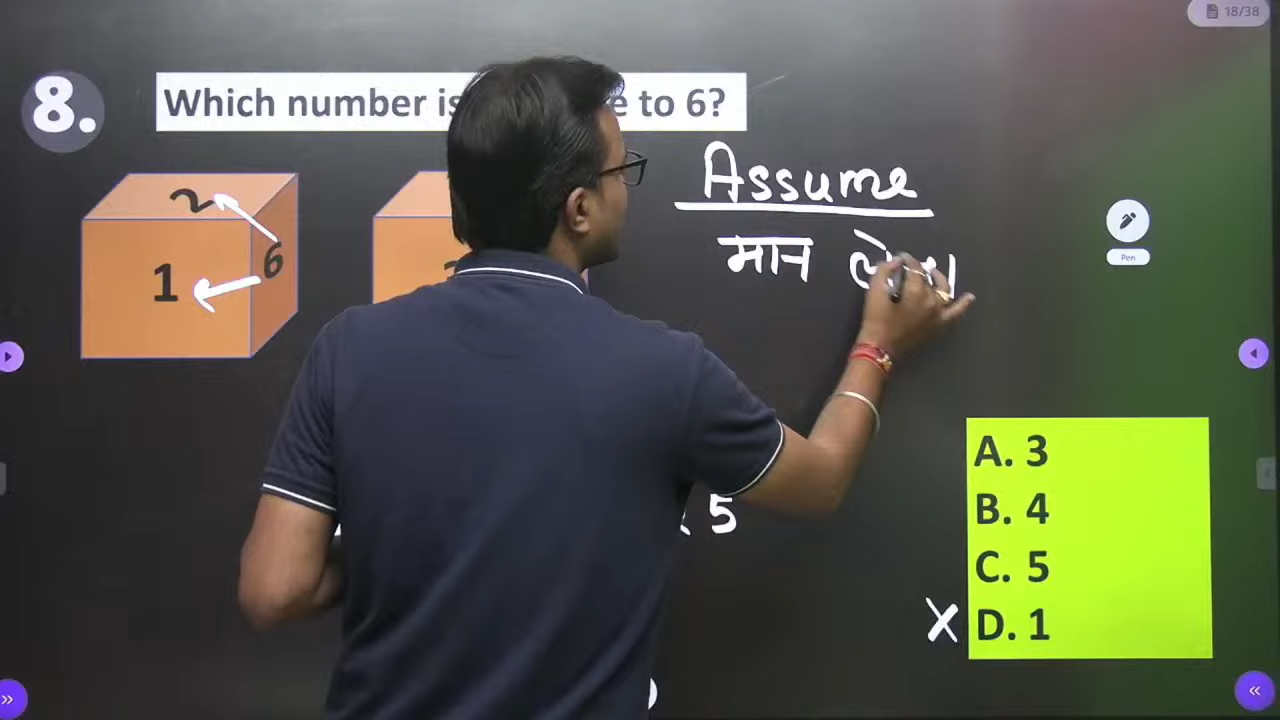 18/38
8.
Which number is e to 6?
Assume
मान
2
6
1
Pen
A. 3
B. 4
5
C. 5
X D. 1